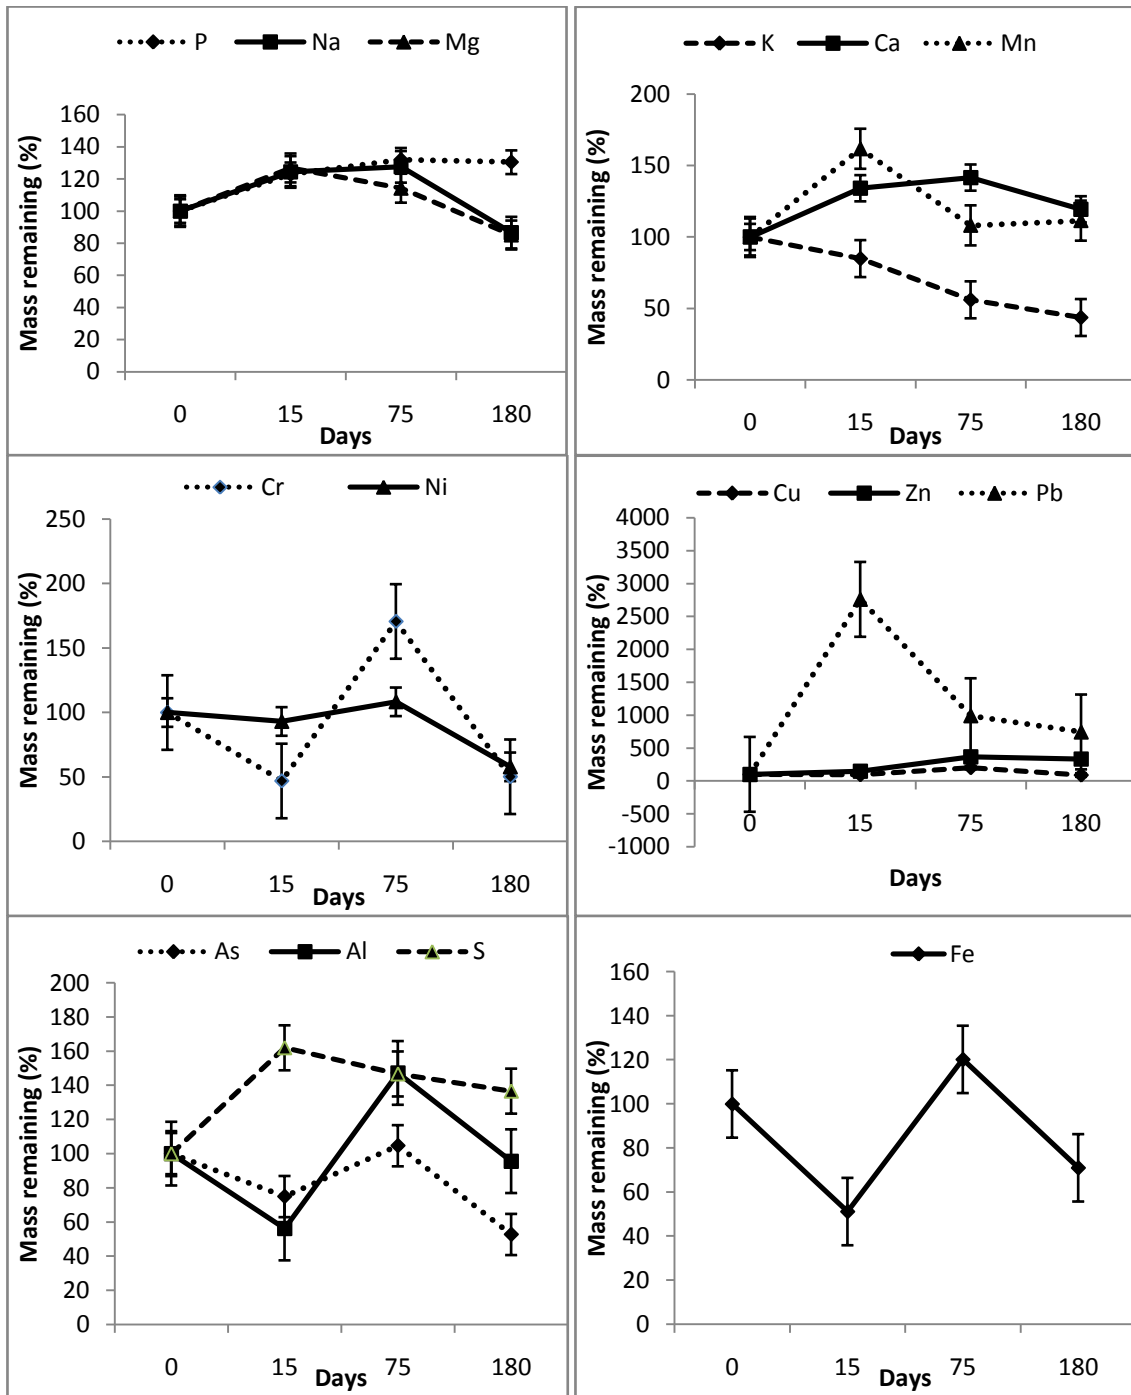 P Na Mg
Mass remaining (%)
160
140
120
100
80
60
40
20
0
0 15 75 180
Days
K Ca Mn
Mass remaining (%)
200
150
100
50
0
0 15 75 180
Days
Cr Ni
Mass remaining (%)
250
200
150
100
50
0
0 15 75 180
Days
Cu Zn Pb
Mass remaining (%)
4000
3500
3000
2500
2000
1500
1000
500
0
-500
-1000
0 15 75 180
Days
As Al S
Mass remaining (%)
200
180
160
140
120
100
80
60
40
20
0
0 15 75 180
Days
Fe
Mass remaining (%)
160
140
120
100
80
60
40
20
0
0 15 75 180
Days